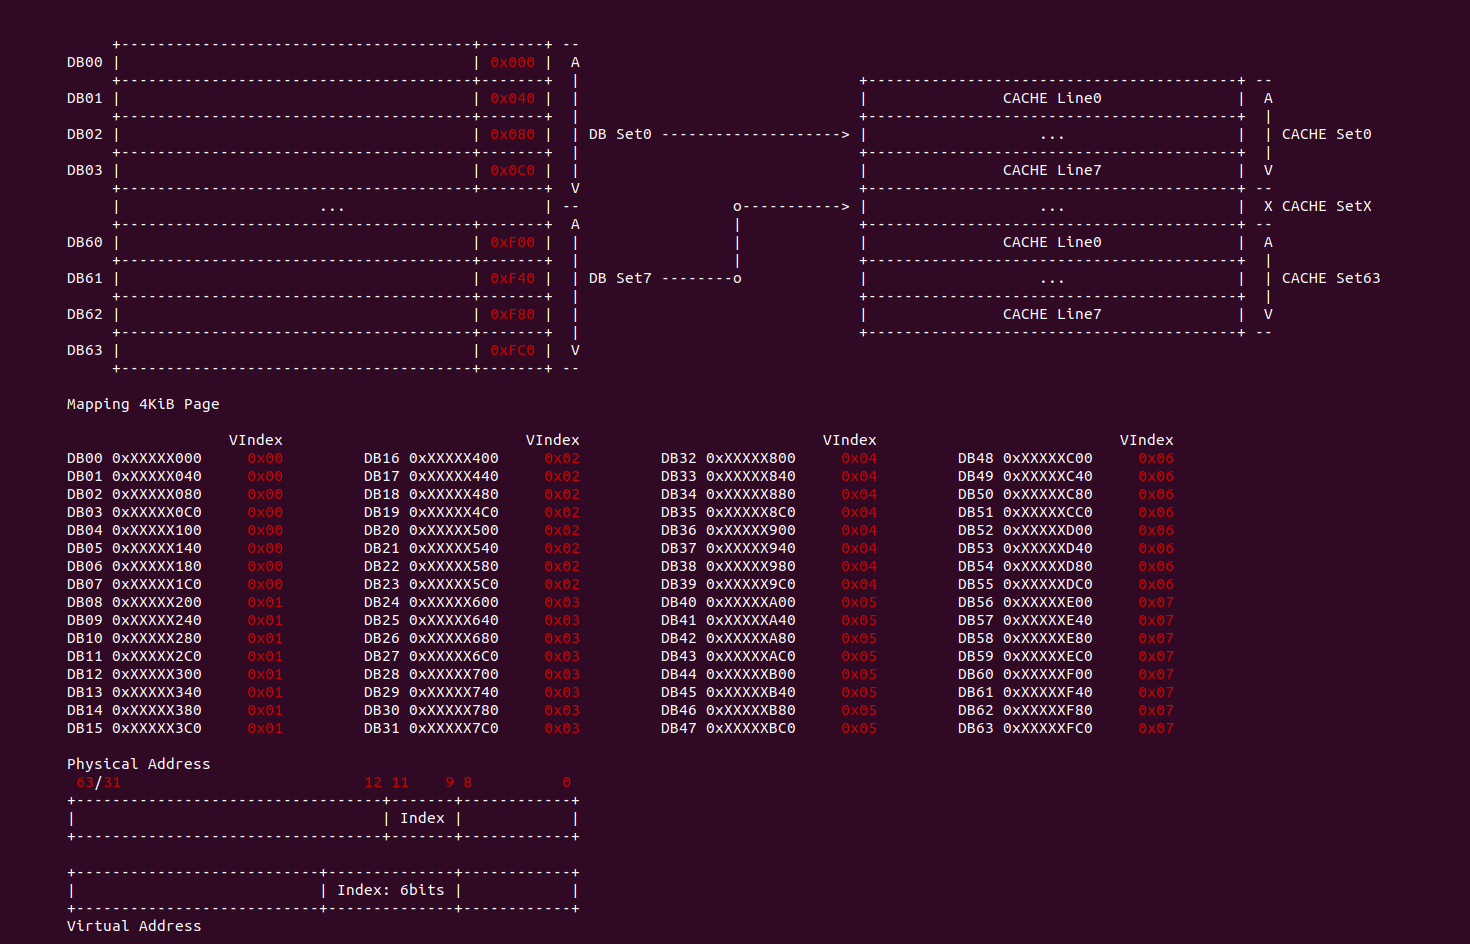 +---------------------------------------+-------+ --
DB00 |                                       | 0x000 |  A
     +---------------------------------------+-------+  |                               +-----------------------------------------+ --
DB01 |                                       | 0x040 |  |                               |               CACHE Line0               |  A
     +---------------------------------------+-------+  |                               +-----------------------------------------+  |
DB02 |                                       | 0x080 |  | DB Set0 --------------------> |                   ...                   |  | CACHE Set0
     +---------------------------------------+-------+  |                               +-----------------------------------------+  |
DB03 |                                       | 0x0C0 |  |                               |               CACHE Line7               |  V
     +---------------------------------------+-------+  V                               +-----------------------------------------+ --
     |                      ...                      | --                 o-----------> |                   ...                   |  X CACHE SetX
     +---------------------------------------+-------+  A                 |             +-----------------------------------------+ --
DB60 |                                       | 0xF00 |  |                 |             |               CACHE Line0               |  A
     +---------------------------------------+-------+  |                 |             +-----------------------------------------+  |
DB61 |                                       | 0xF40 |  | DB Set7 --------o             |                   ...                   |  | CACHE Set63
     +---------------------------------------+-------+  |                               +-----------------------------------------+  |
DB62 |                                       | 0xF80 |  |                               |               CACHE Line7               |  V
     +---------------------------------------+-------+  |                               +-----------------------------------------+ --
DB63 |                                       | 0xFC0 |  V
     +---------------------------------------+-------+ --
Mapping 4KiB Page
                  VIndex                           VIndex                           VIndex                           VIndex
DB00 0xXXXXX000     0x00         DB16 0xXXXXX400     0x02         DB32 0xXXXXX800     0x04         DB48 0xXXXXXC00     0x06
DB01 0xXXXXX040     0x00         DB17 0xXXXXX440     0x02         DB33 0xXXXXX840     0x04         DB49 0xXXXXXC40     0x06
DB02 0xXXXXX080     0x00         DB18 0xXXXXX480     0x02         DB34 0xXXXXX880     0x04         DB50 0xXXXXXC80     0x06
DB03 0xXXXXX0C0     0x00         DB19 0xXXXXX4C0     0x02         DB35 0xXXXXX8C0     0x04         DB51 0xXXXXXCC0     0x06
DB04 0xXXXXX100     0x00         DB20 0xXXXXX500     0x02         DB36 0xXXXXX900     0x04         DB52 0xXXXXXD00     0x06
DB05 0xXXXXX140     0x00         DB21 0xXXXXX540     0x02         DB37 0xXXXXX940     0x04         DB53 0xXXXXXD40     0x06
DB06 0xXXXXX180     0x00         DB22 0xXXXXX580     0x02         DB38 0xXXXXX980     0x04         DB54 0xXXXXXD80     0x06
DB07 0xXXXXX1C0     0x00         DB23 0xXXXXX5C0     0x02         DB39 0xXXXXX9C0     0x04         DB55 0xXXXXXDC0     0x06
DB08 0xXXXXX200     0x01         DB24 0xXXXXX600     0x03         DB40 0xXXXXXA00     0x05         DB56 0xXXXXXE00     0x07
DB09 0xXXXXX240     0x01         DB25 0xXXXXX640     0x03         DB41 0xXXXXXA40     0x05         DB57 0xXXXXXE40     0x07
DB10 0xXXXXX280     0x01         DB26 0xXXXXX680     0x03         DB42 0xXXXXXA80     0x05         DB58 0xXXXXXE80     0x07
DB11 0xXXXXX2C0     0x01         DB27 0xXXXXX6C0     0x03         DB43 0xXXXXXAC0     0x05         DB59 0xXXXXXEC0     0x07
DB12 0xXXXXX300     0x01         DB28 0xXXXXX700     0x03         DB44 0xXXXXXB00     0x05         DB60 0xXXXXXF00     0x07
DB13 0xXXXXX340     0x01         DB29 0xXXXXX740     0x03         DB45 0xXXXXXB40     0x05         DB61 0xXXXXXF40     0x07
DB14 0xXXXXX380     0x01         DB30 0xXXXXX780     0x03         DB46 0xXXXXXB80     0x05         DB62 0xXXXXXF80     0x07
DB15 0xXXXXX3C0     0x01         DB31 0xXXXXX7C0     0x03         DB47 0xXXXXXBC0     0x05         DB63 0xXXXXXFC0     0x07
Physical Address
 63/31                           12 11    9 8          0
+----------------------------------+-------+------------+
|                                  | Index |            |
+----------------------------------+-------+------------+
+---------------------------+--------------+------------+
|                           | Index: 6bits |            |
+---------------------------+--------------+------------+
Virtual Address